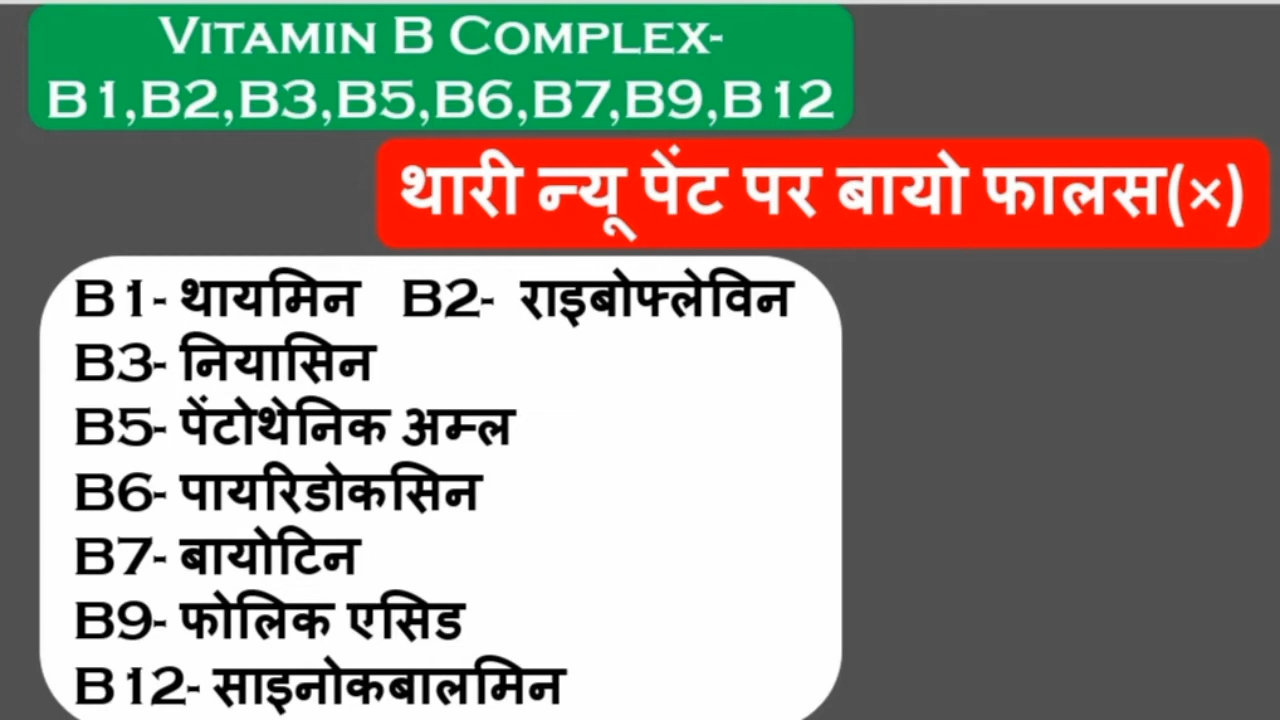 VITAMIN B COMPLEX-
B1,B2,B3,B5,B6,B7,B9,B12
थारी न्यू पेंट पर बायो फालस(×)
B1- थायमिन B2- राइबोफ्लेविन
B3- नियासिन
B5- पेंटोथेनिक अम्ल
B6- पायरिडोकसिन
B7- बायोटिन
B9- फोलिक एसिड
B12- साइनोकबालमिन